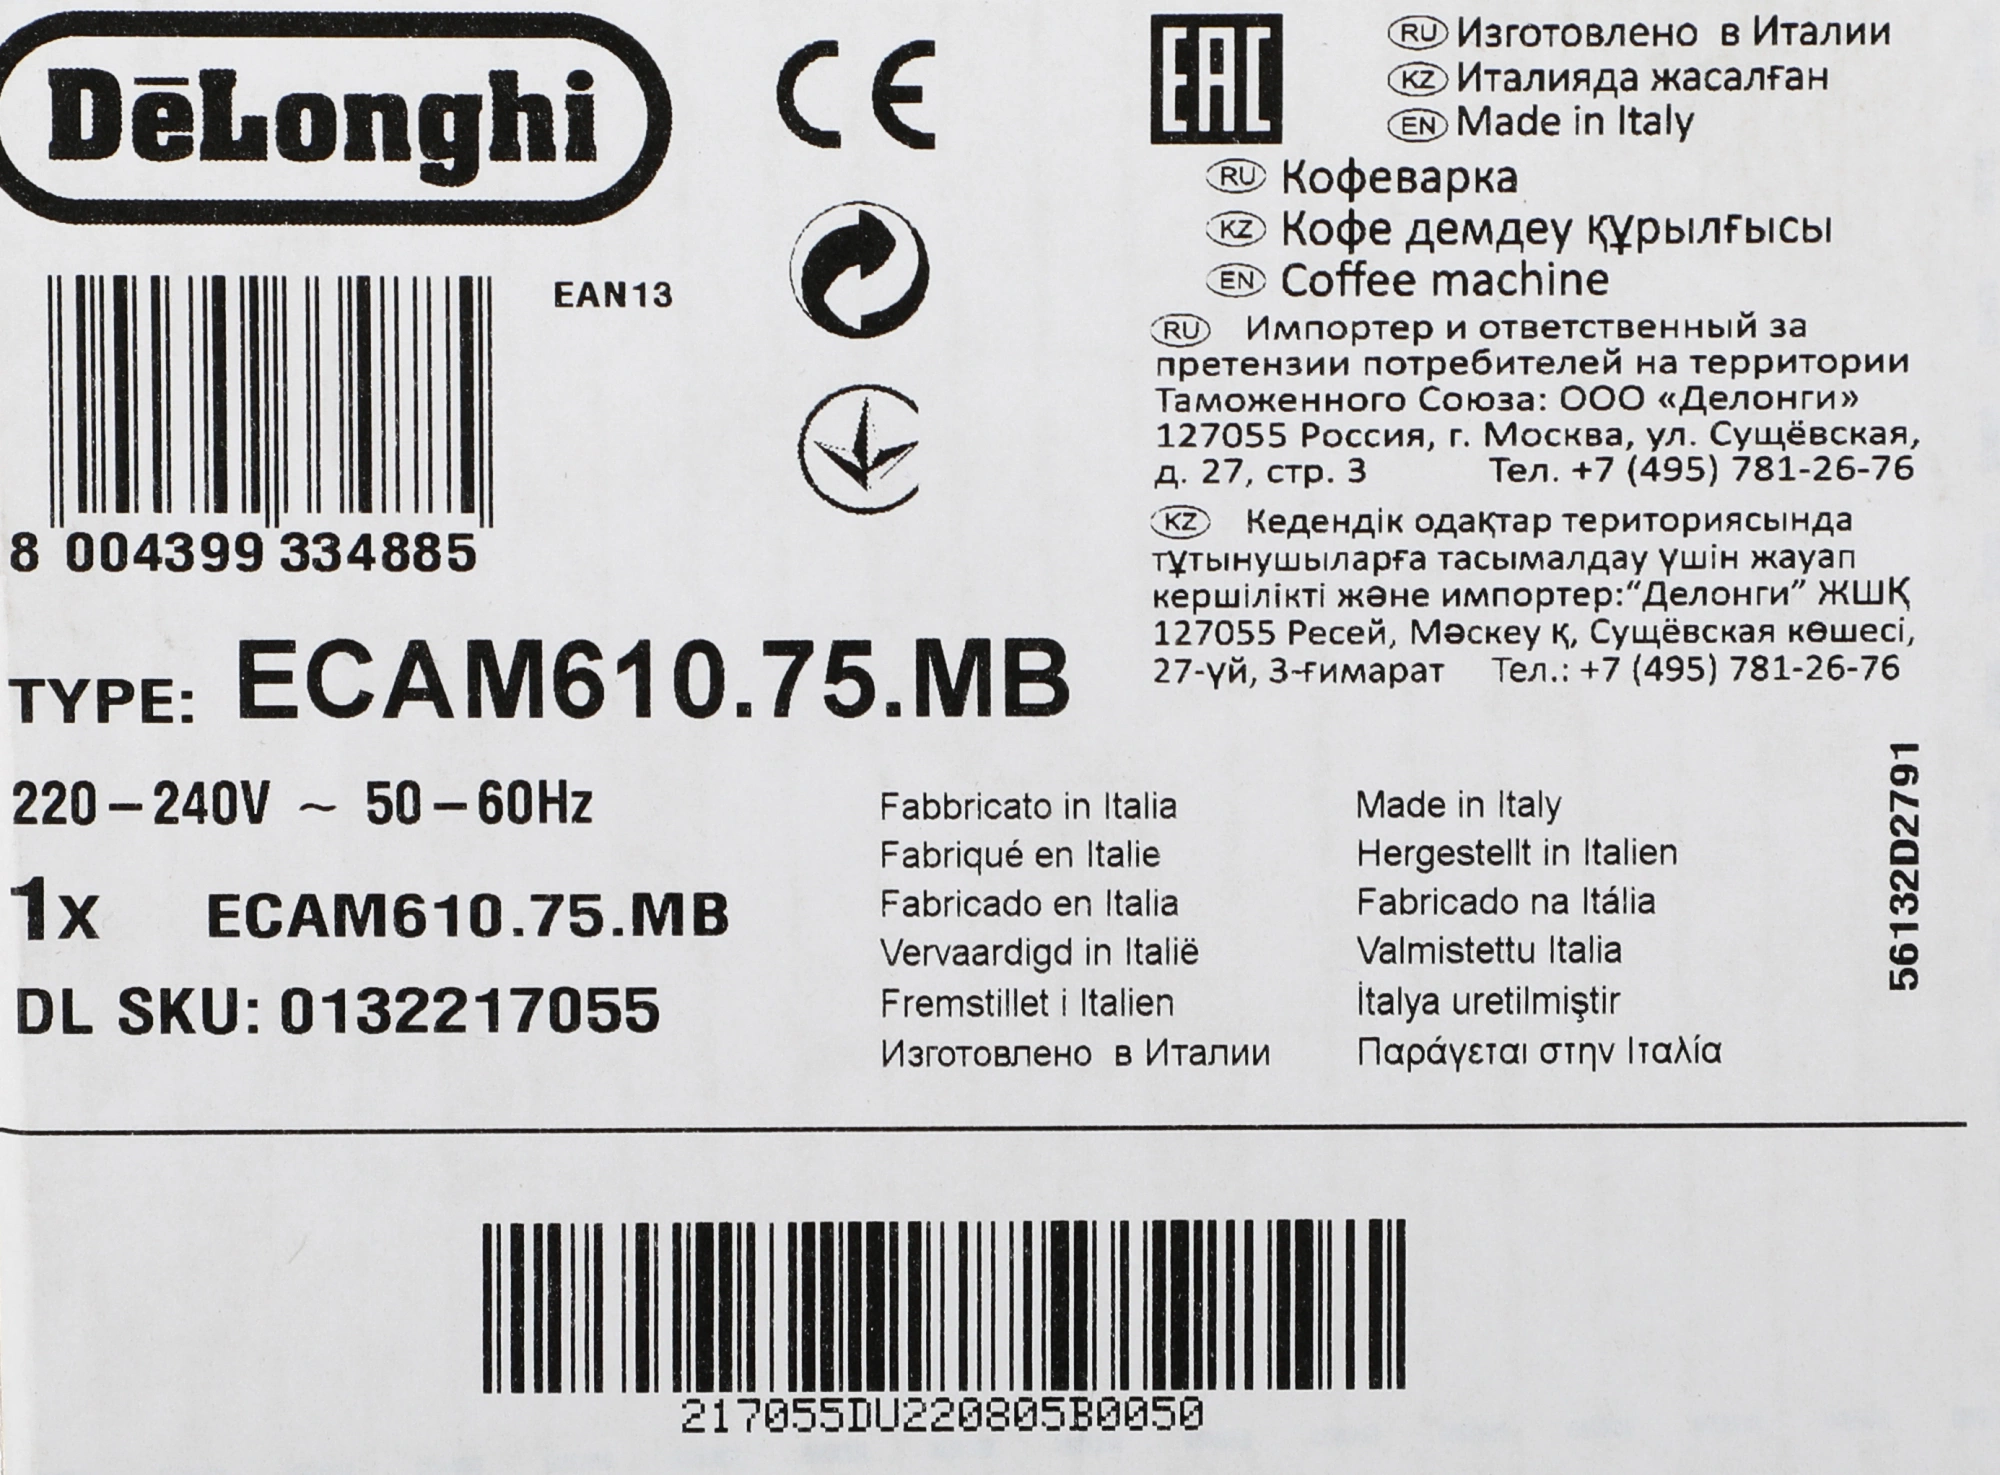 DēLonghi
CE
EAC
RU Изготовлено в Италии
KZ Италияда жасалған
EN Made in Italy
RU Кофеварка
KZ Кофе демдеу құрылғысы
EN Coffee machine
EAN13
8 004399 334885
RU Импортер и ответственный за
претензии потребителей на территории
Таможенного Союза: ООО «Делонги»
127055 Россия, г. Москва, ул. Сущёвская,
д. 27, стр. 3 Тел. +7 (495) 781-26-76
KZ Кедендік одақтар териториясында
тұтынушыларға тасымалдау үшін жауап
кершілікті және импортер:“Делонги” ЖШҚ
127055 Ресей, Мәскеу қ, Сущёвская көшесі,
27-үй, 3-ғимарат Тел.: +7 (495) 781-26-76
TYPE: ECAM610.75.MB
220–240V ~ 50–60Hz
1x ECAM610.75.MB
DL SKU: 0132217055
Fabbricato in Italia
Fabriqué en Italie
Fabricado en Italia
Vervaardigd in Italië
Fremstillet i Italien
Изготовлено в Италии
Made in Italy
Hergestellt in Italien
Fabricado na Itália
Valmistettu Italia
İtalya uretilmiştir
Παράγεται στην Ιταλία
56132D2791
217055DU220805B0050